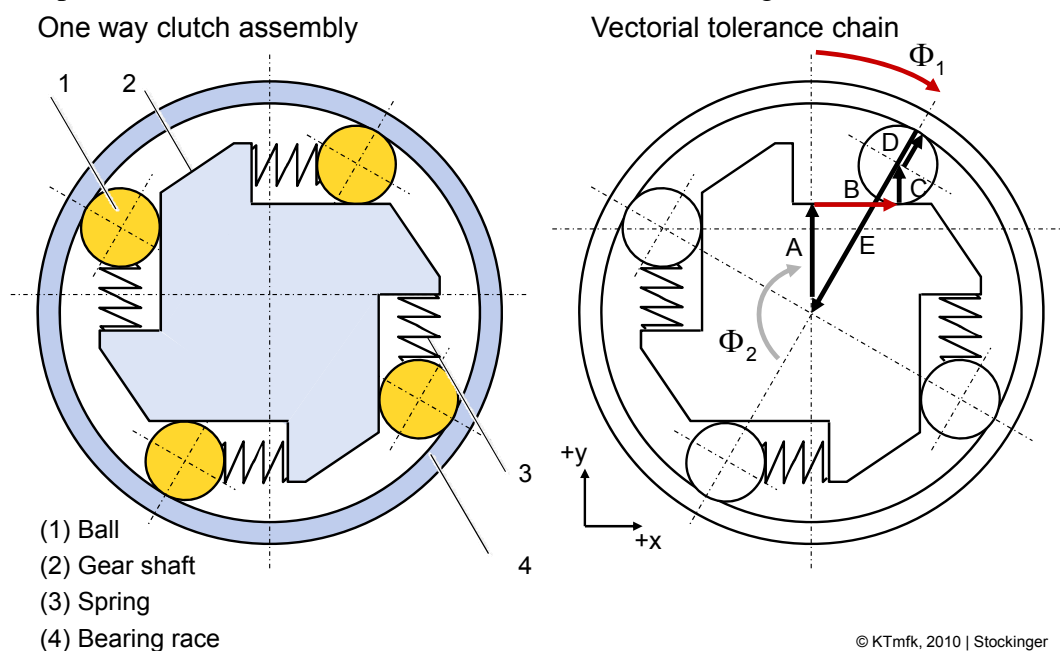 One way clutch assembly
Vectorial tolerance chain
1
2
3
4
(1) Ball
(2) Gear shaft
(3) Spring
(4) Bearing race
Φ1
D
B
C
A
E
Φ2
+y
+x
© KTmfk, 2010 | Stockinger